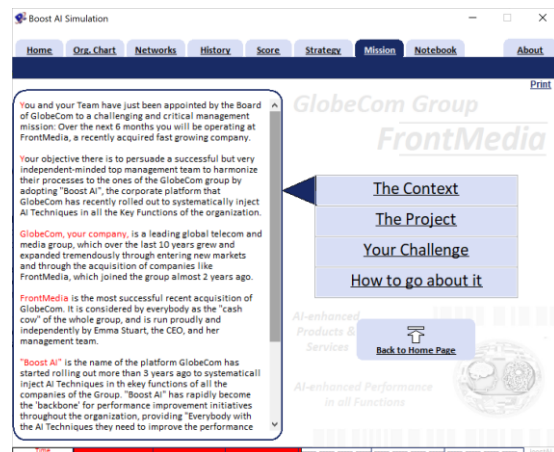 Boost AI Simulation
Home Org. Chart Networks History Score Strategy Mission Notebook About
Print
You and your Team have just been appointed by the Board
of GlobeCom to a challenging and critical management
mission: Over the next 6 months you will be operating at
FrontMedia, a recently acquired fast growing company.
Your objective there is to persuade a successful but very
independent-minded top management team to harmonize
their processes to the ones of the GlobeCom group by
adopting "Boost AI", the corporate platform that
GlobeCom has recently rolled out to systematically inject
AI Techniques in all the Key Functions of the organization.
GlobeCom, your company, is a leading global telecom and
media group, which over the last 10 years grew and
expanded tremendously through entering new markets
and through the acquisition of companies like
FrontMedia, which joined the group almost 2 years ago.
FrontMedia is the most successful recent acquisition of
GlobeCom. It is considered by everybody as the "cash
cow" of the whole group, and is run proudly and
independently by Emma Stuart, the CEO, and her
management team.
"Boost AI" is the name of the platform GlobeCom has
started rolling out more than 3 years ago to systematicall
inject AI Techniques in th ekey functions of all the
companies of the Group. "Boost AI" has rapidly become
the 'backbone' for performance improvement initiatives
throughout the organization, providing "Everybody with
the AI Techniques they need to improve the performance
GlobeCom Group
FrontMedia
The Context
The Project
Your Challenge
How to go about it
AI-enhanced
Products &
Services
Back to Home Page
AI-enhanced Performance
in all Functions
Time